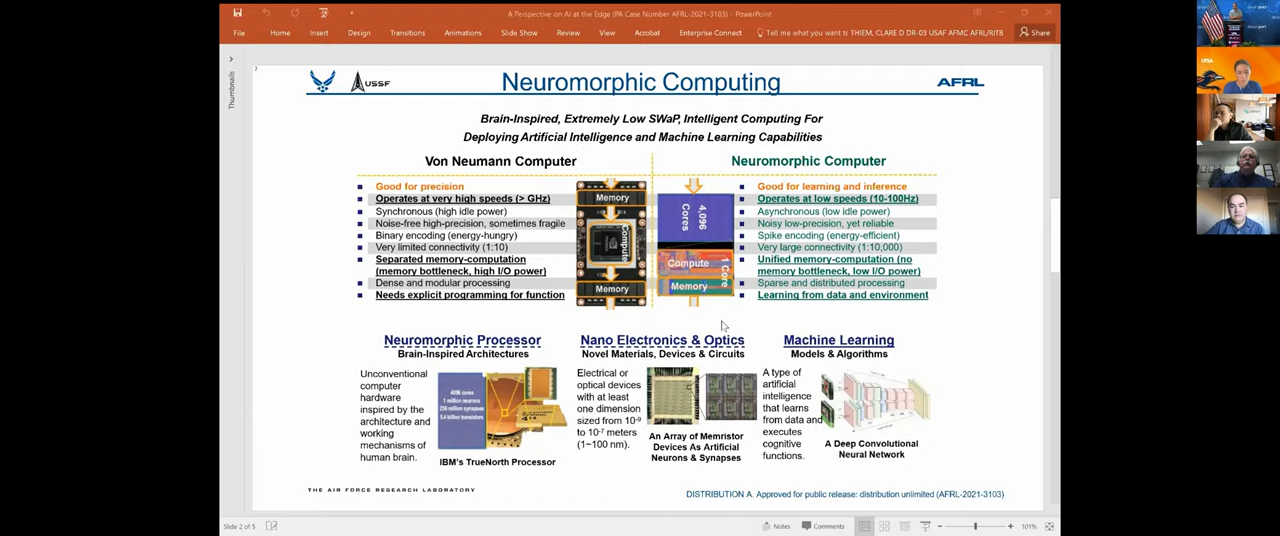 A Perspective on AI at the Edge (PA Case Number AFRL-2021-3103) - PowerPoint
File Home Insert Design Transitions Animations Slide Show Review View Acrobat Enterprise Connect Tell me what you want to THIEM, CLARE D DR-03 USAF AFMC AFRL/RITB Share
Thumbnails
USSF
Neuromorphic Computing
AFRL
Brain-Inspired, Extremely Low SWaP, Intelligent Computing For
Deploying Artificial Intelligence and Machine Learning Capabilities
Von Neumann Computer
Good for precision
Operates at very high speeds (> GHz)
Synchronous (high idle power)
Noise-free high-precision, sometimes fragile
Binary encoding (energy-hungry)
Very limited connectivity (1:10)
Separated memory-computation
(memory bottleneck, high I/O power)
Dense and modular processing
Needs explicit programming for function
Memory
Compute
Memory
4,096
Cores
Compute
Memory
1 Core
Neuromorphic Computer
Good for learning and inference
Operates at low speeds (10-100Hz)
Asynchronous (low idle power)
Noisy low-precision, yet reliable
Spike encoding (energy-efficient)
Very large connectivity (1:10,000)
Unified memory-computation (no
memory bottleneck, low I/O power)
Sparse and distributed processing
Learning from data and environment
Neuromorphic Processor
Brain-Inspired Architectures
Unconventional
computer
hardware
inspired by the
architecture and
working
mechanisms of
human brain.
4096 cores
1 million neurons
256 million synapses
5.4 billion transistors
IBM's TrueNorth Processor
Nano Electronics & Optics
Novel Materials, Devices & Circuits
Electrical or
optical devices
with at least
one dimension
sized from 10⁻⁹
to 10⁻⁷ meters
(1~100 nm).
An Array of Memristor
Devices As Artificial
Neurons & Synapses
Machine Learning
Models & Algorithms
A type of
artificial
intelligence
that learns
from data and
executes
cognitive
functions.
A Deep Convolutional
Neural Network
THE AIR FORCE RESEARCH LABORATORY
DISTRIBUTION A. Approved for public release: distribution unlimited (AFRL-2021-3103)
Slide 2 of 5
Notes Comments 101%